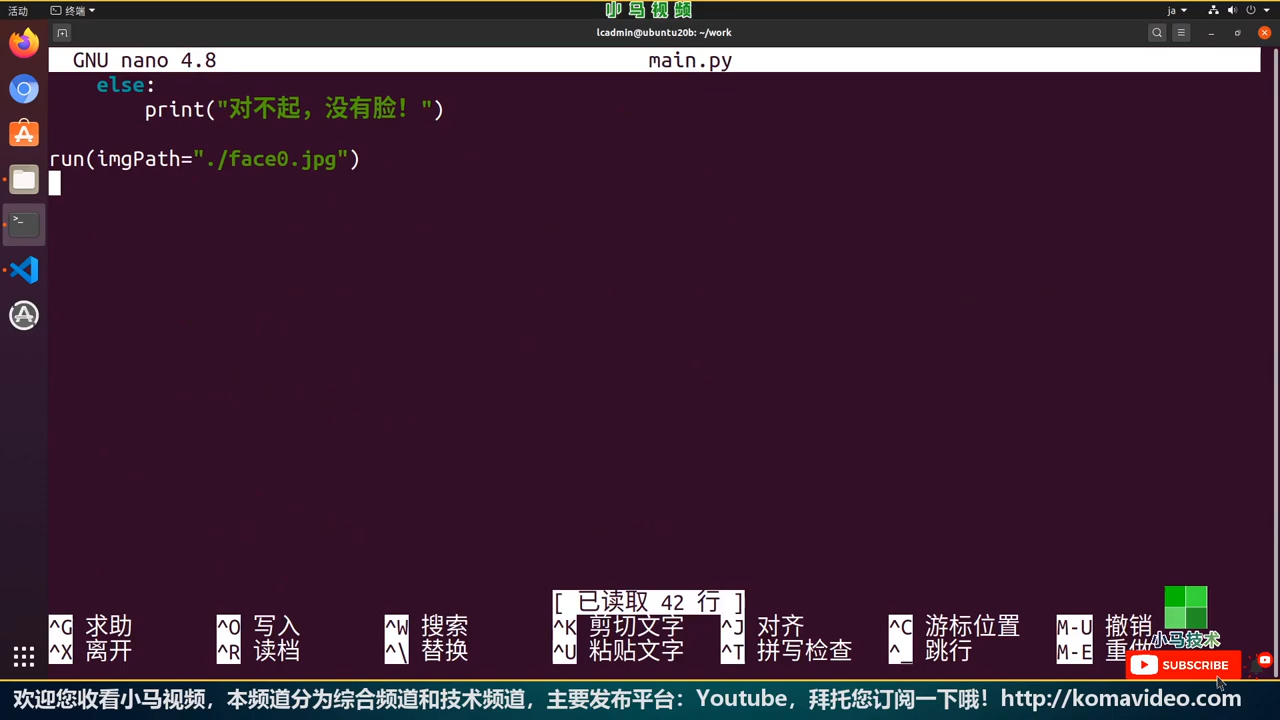 活动 终端 小马视频 ja
lcadmin@ubuntu20b: ~/work
GNU nano 4.8 main.py
else:
print("对不起，没有脸！")
run(imgPath="./face0.jpg")
[ 已读取 42 行 ]
^G 求助 ^O 写入 ^W 搜索 ^K 剪切文字 ^J 对齐 ^C 游标位置 M-U 撤销
^X 离开 ^R 读档 ^\ 替换 ^U 粘贴文字 ^T 拼写检查 ^_ 跳行 M-E 重做
小马技术
SUBSCRIBE
欢迎您收看小马视频，本频道分为综合频道和技术频道，主要发布平台：Youtube，拜托您订阅一下哦！http://komavideo.com